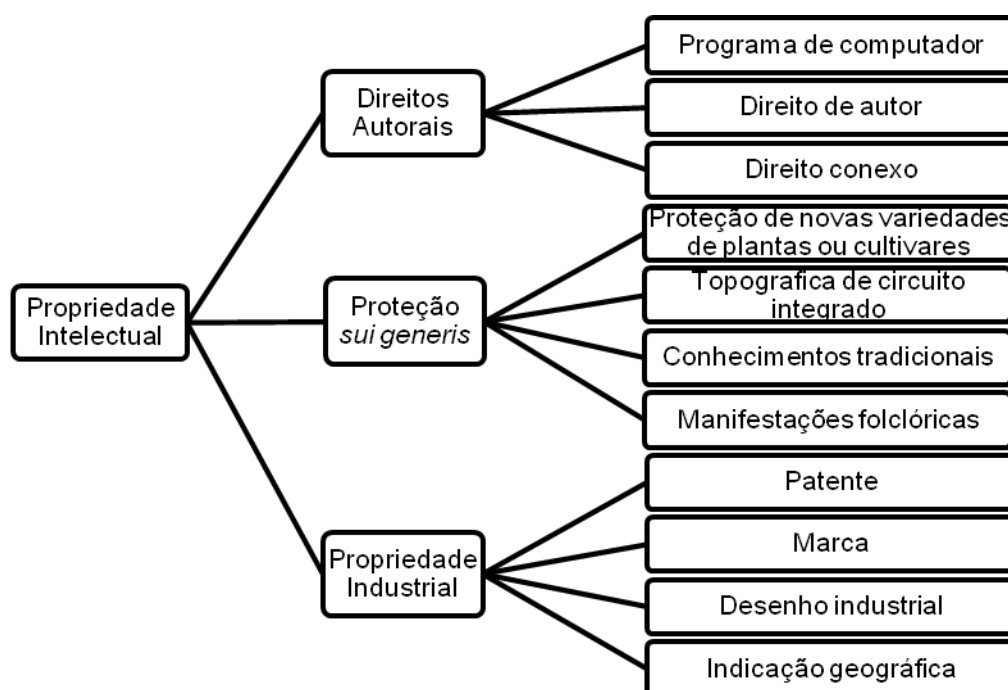 Propriedade
Intelectual
Direitos
Autorais
Programa de computador
Direito de autor
Direito conexo
Proteção
sui generis
Proteção de novas variedades
de plantas ou cultivares
Topografica de circuito
integrado
Conhecimentos tradicionais
Manifestações folclóricas
Propriedade
Industrial
Patente
Marca
Desenho industrial
Indicação geográfica